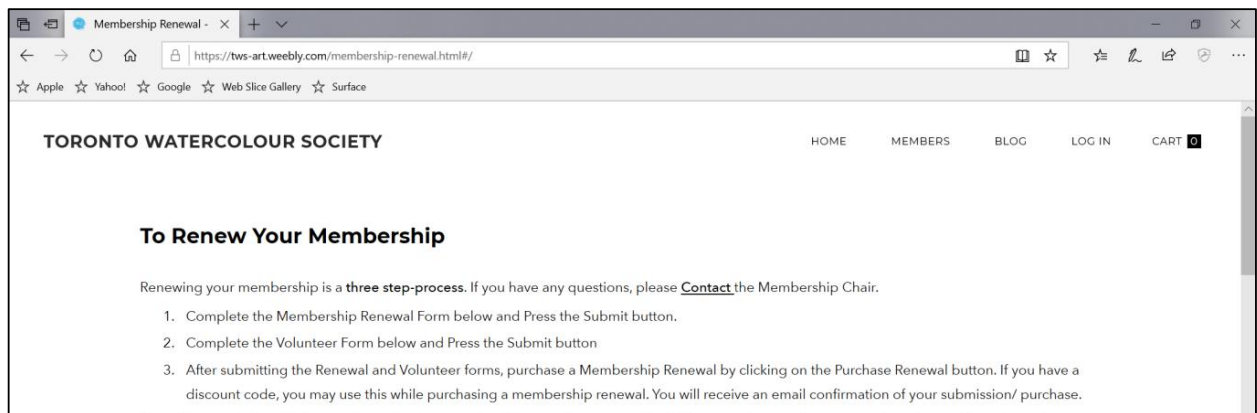 Membership Renewal -
https://tws-art.weebly.com/membership-renewal.html#/
Apple Yahoo! Google Web Slice Gallery Surface
TORONTO WATERCOLOUR SOCIETY HOME MEMBERS BLOG LOG IN CART 0
To Renew Your Membership
Renewing your membership is a three step-process. If you have any questions, please Contact the Membership Chair.
1. Complete the Membership Renewal Form below and Press the Submit button.
2. Complete the Volunteer Form below and Press the Submit button
3. After submitting the Renewal and Volunteer forms, purchase a Membership Renewal by clicking on the Purchase Renewal button. If you have a
discount code, you may use this while purchasing a membership renewal. You will receive an email confirmation of your submission/ purchase.